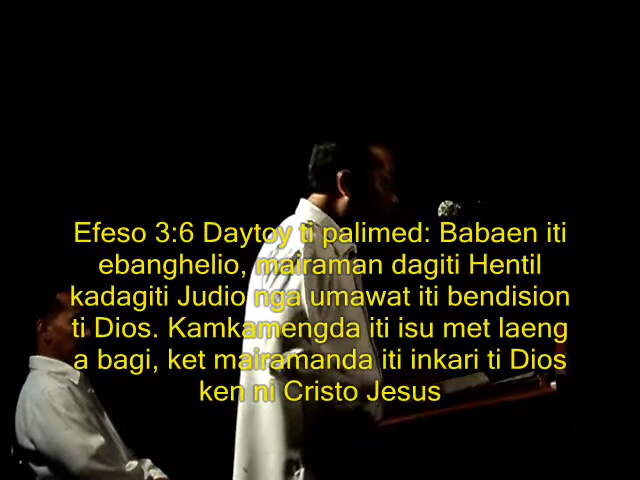 Efeso 3:6 Daytoy ti palimed: Babaen iti
ebanghelio, mairaman dagiti Hentil
kadagiti Judio nga umawat iti bendision
ti Dios. Kamkamengda iti isu met laeng
a bagi, ket mairamanda iti inkari ti Dios
ken ni Cristo Jesus